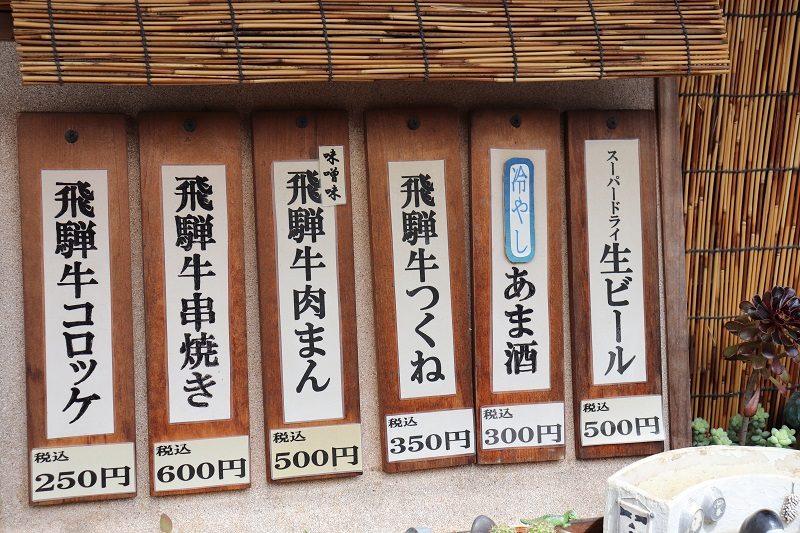 飛騨牛コロッケ
税込
250円
飛騨牛串焼き
税込
600円
味噌味
飛騨牛肉まん
税込
500円
飛騨牛つくね
税込
350円
冷やし
あま酒
税込
300円
スーパードライ
生ビール
税込
500円